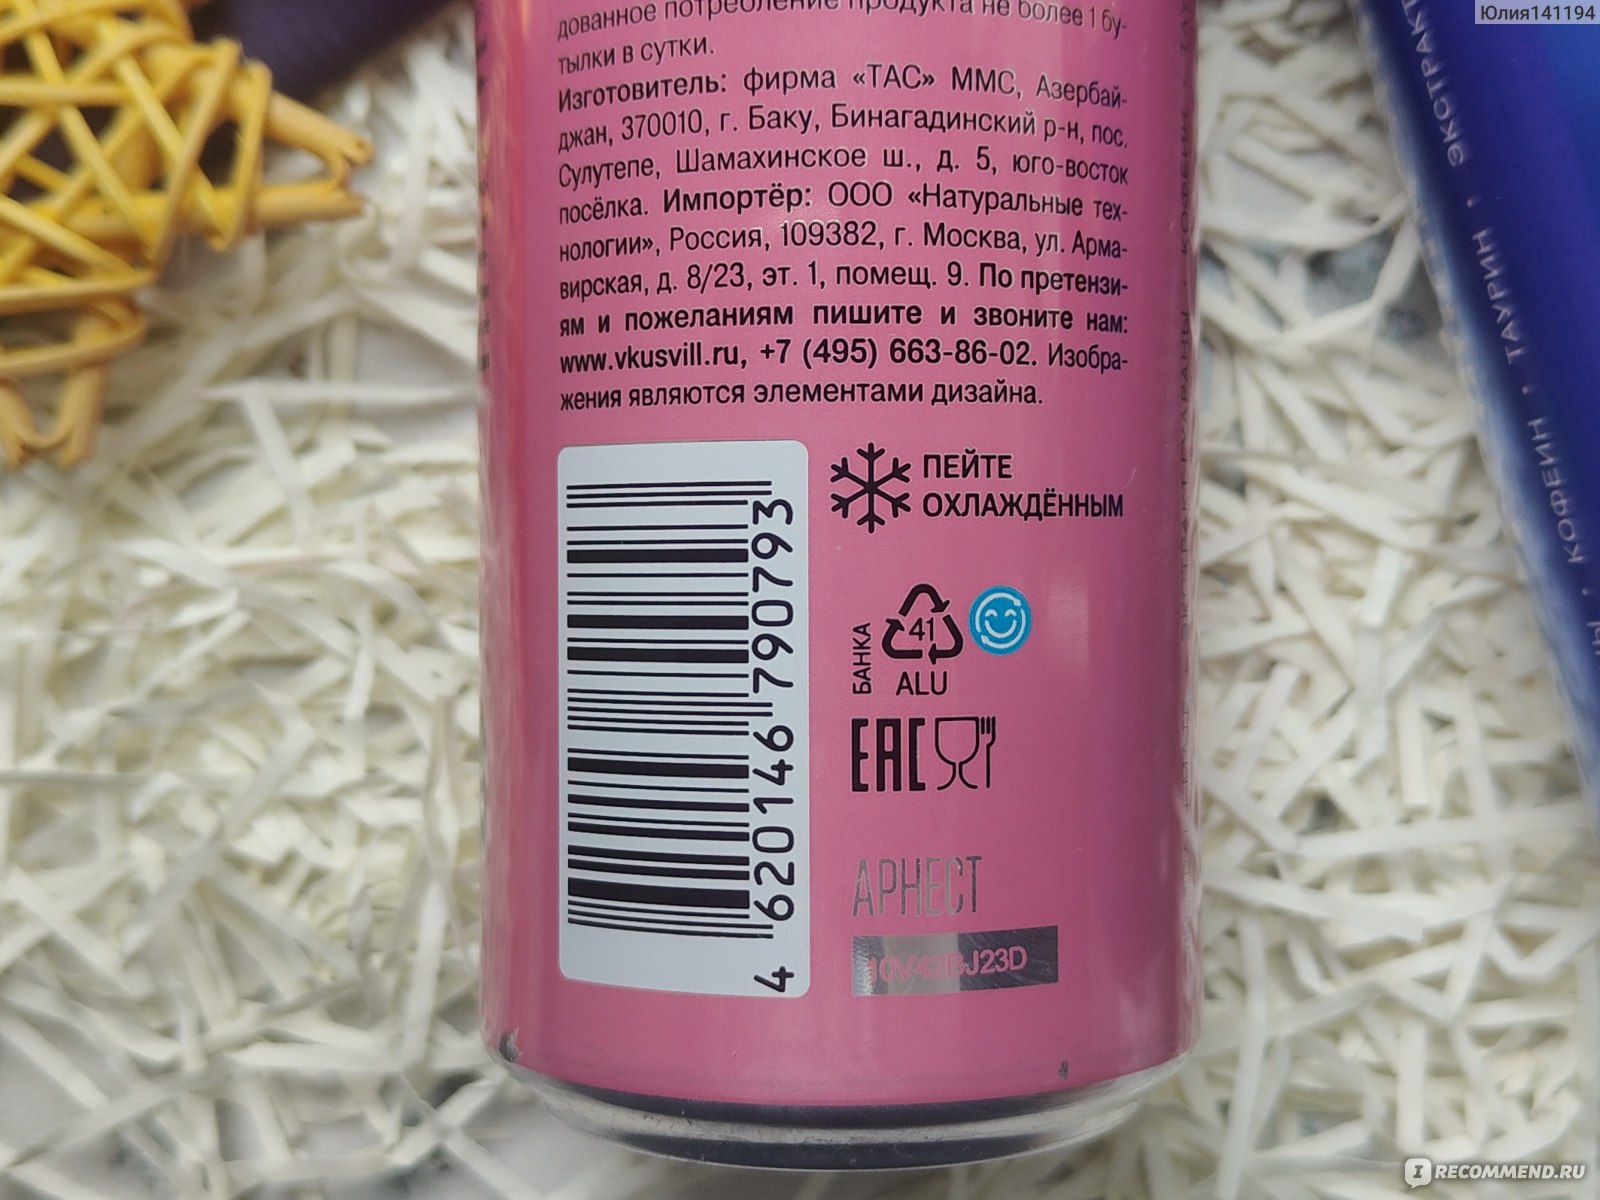 Юлия141194
дованное потребление продукта не более 1 бу-
тылки в сутки.
Изготовитель: фирма «ТАС» ММС, Азербай-
джан, 370010, г. Баку, Бинагадинский р-н, пос.
Сулутепе, Шамахинское ш., д. 5, юго-восток
посёлка. Импортёр: ООО «Натуральные тех-
нологии», Россия, 109382, г. Москва, ул. Арма-
вирская, д. 8/23, эт. 1, помещ. 9. По претензи-
ям и пожеланиям пишите и звоните нам:
www.vkusvill.ru, +7 (495) 663-86-02. Изобра-
жения являются элементами дизайна.
4 620146 790793
ПЕЙТЕ
ОХЛАЖДЁННЫМ
БАНКА
41
ALU
EAC
АРНЕСТ
10V42BJ23D
КОФЕИН · ТАУРИН · ЭКСТРАКТ
IRECOMMEND.RU